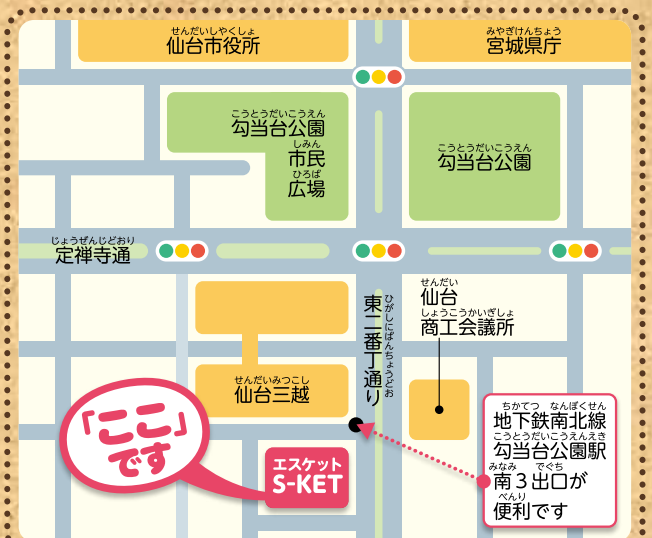 せんだいしやくしょ
仙台市役所
みやぎけんちょう
宮城県庁
こうとうだいこうえん
勾当台公園
しみん
市民
ひろば
広場
こうとうだいこうえん
勾当台公園
じょうぜんじどおり
定禅寺通
せんだい
仙台
しょうこうかいぎしょ
商工会議所
ひがしにばんちょうどお
東二番丁通り
せんだいみつこし
仙台三越
「ここ」
です
エスケット
S-KET
ちかてつ なんぼくせん
地下鉄南北線
こうとうだいこうえんえき
勾当台公園駅
みなみ でぐち
南3出口が
べんり
便利です